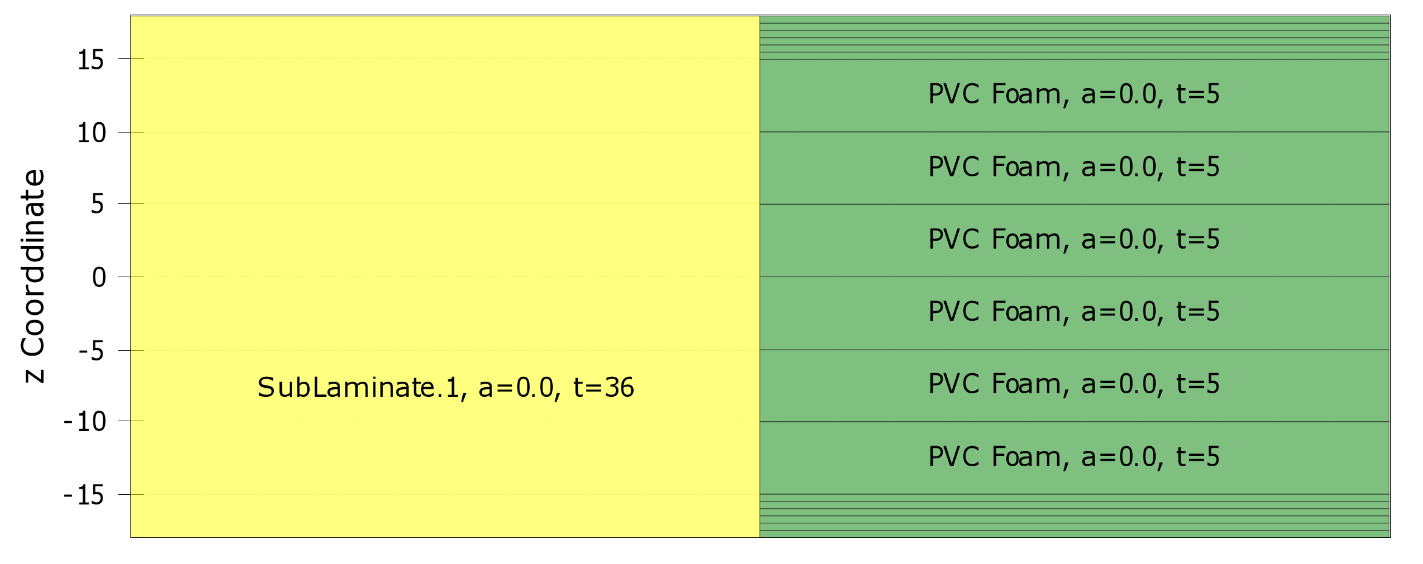 z Coorddinate
15
10
5
0
-5
-10
-15
SubLaminate.1, a=0.0, t=36
PVC Foam, a=0.0, t=5
PVC Foam, a=0.0, t=5
PVC Foam, a=0.0, t=5
PVC Foam, a=0.0, t=5
PVC Foam, a=0.0, t=5
PVC Foam, a=0.0, t=5